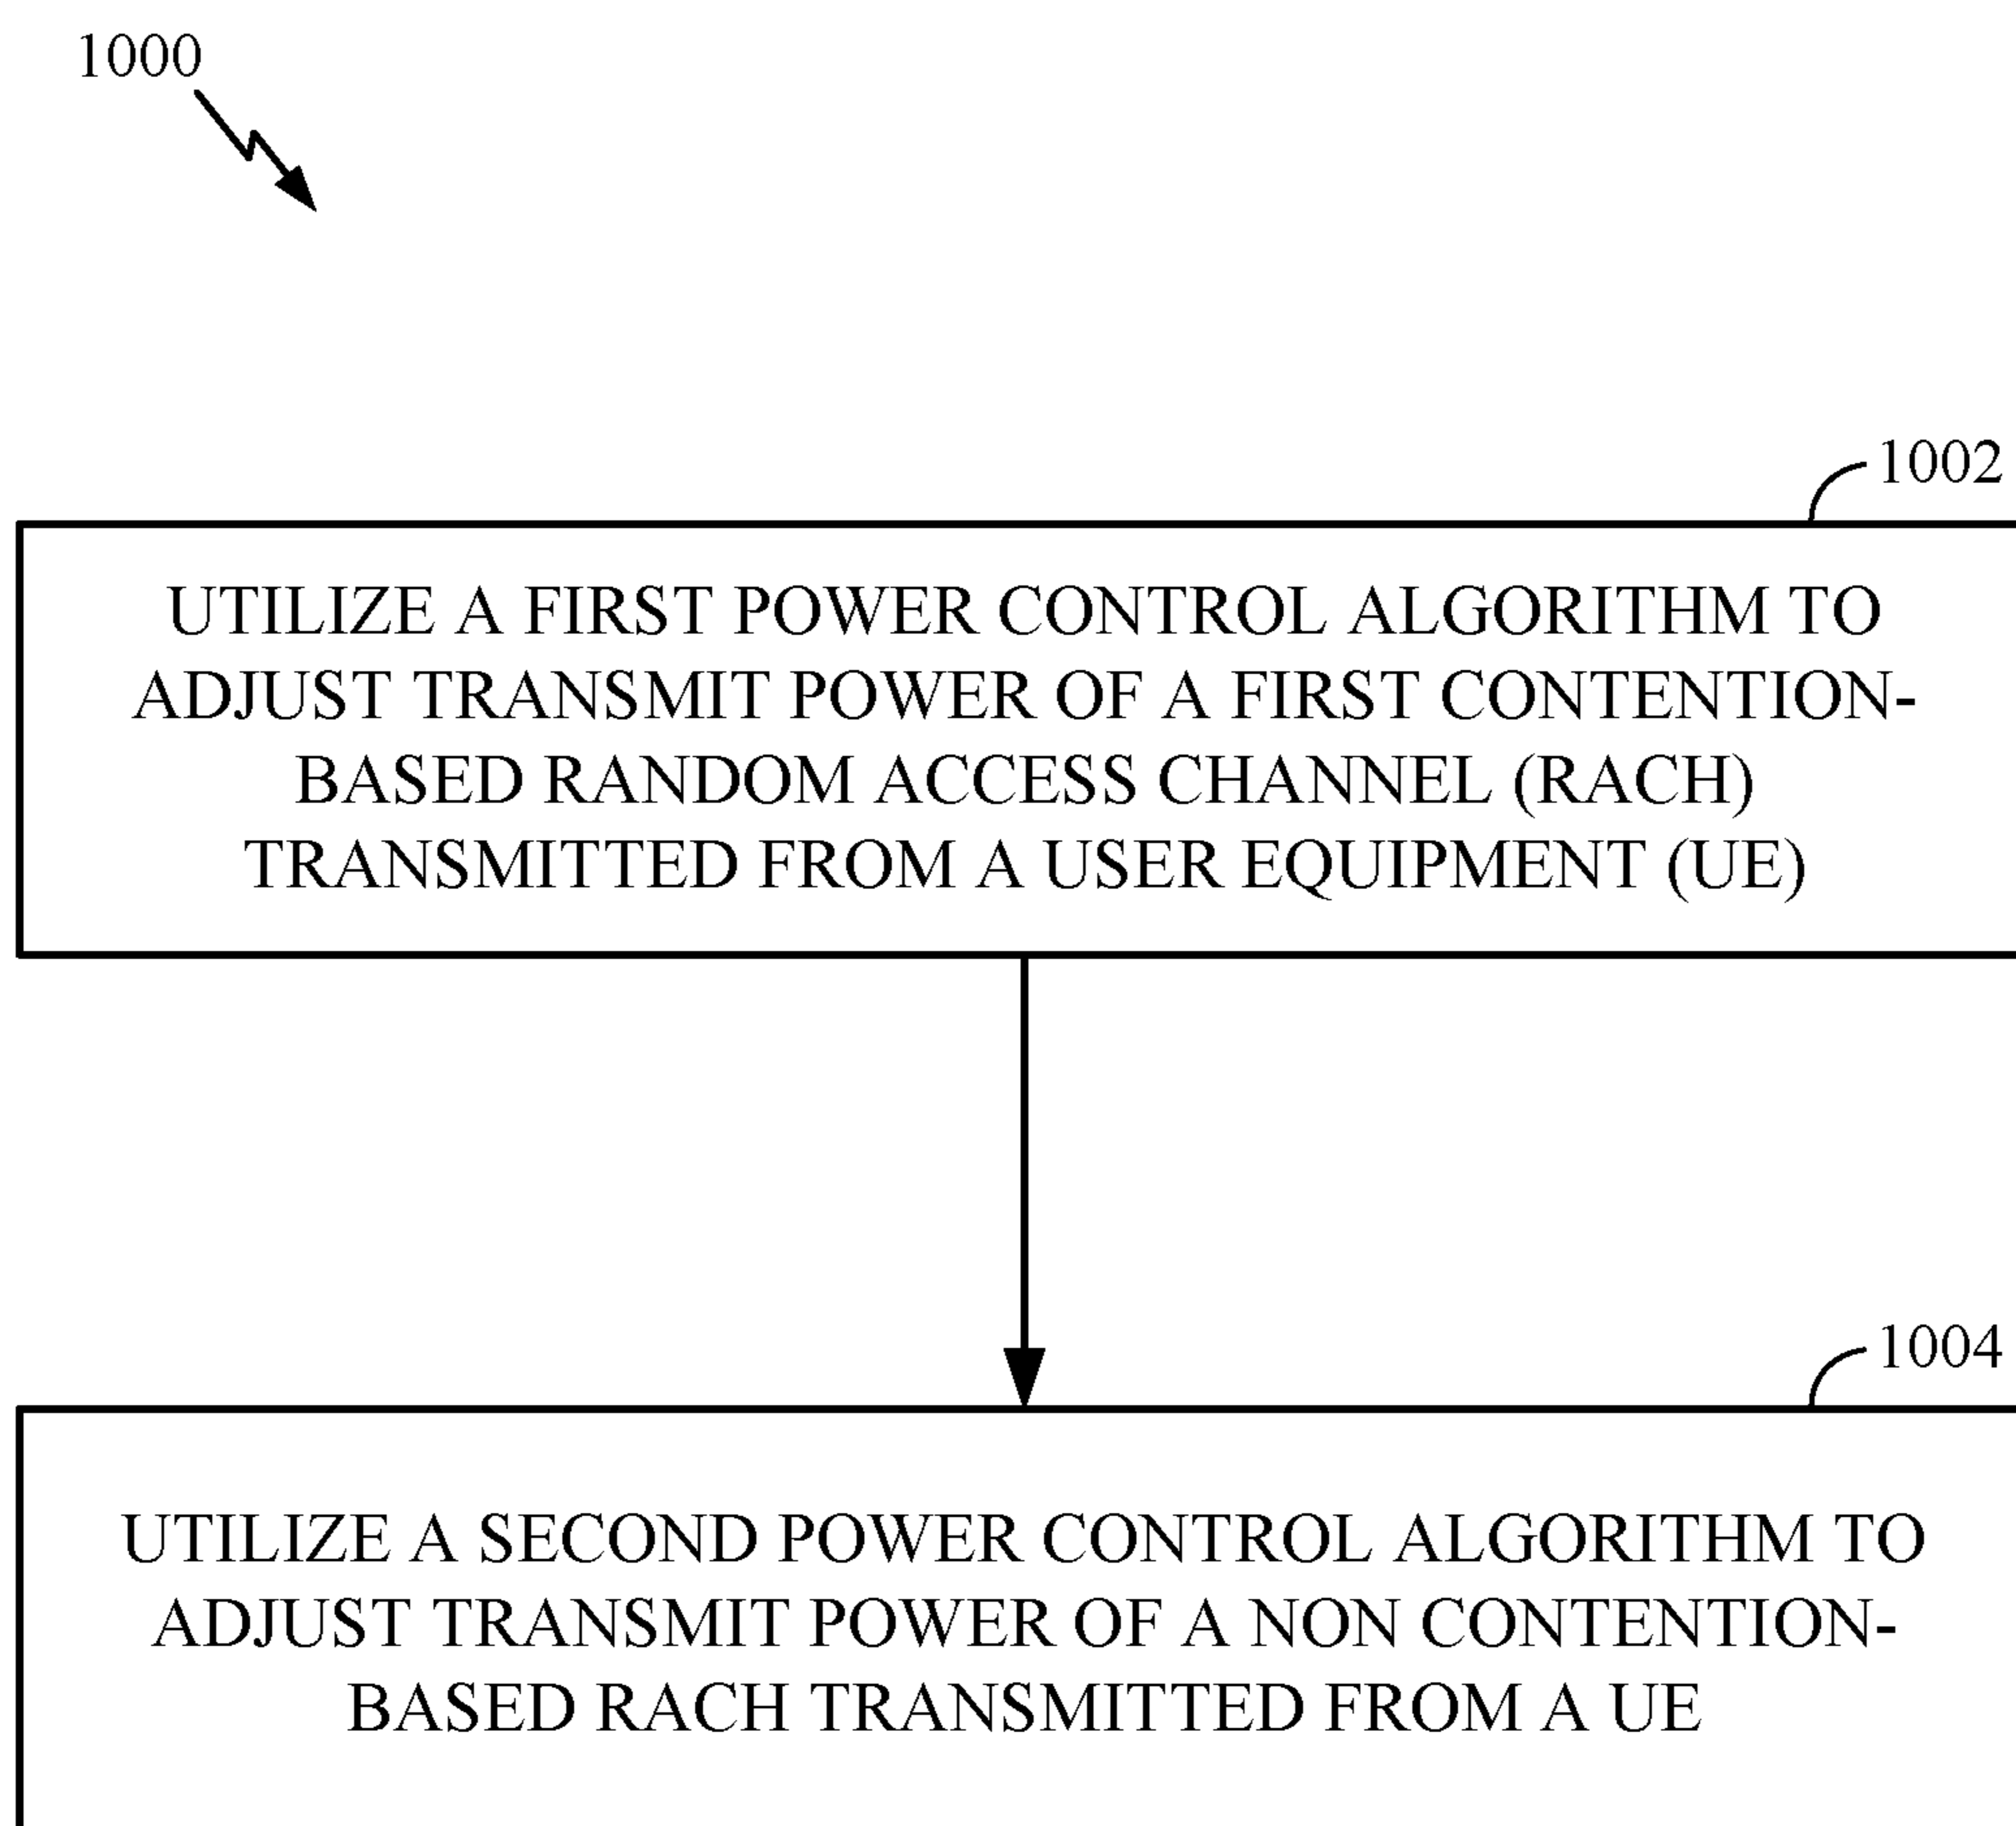 1000
1002
UTILIZE A FIRST POWER CONTROL ALGORITHM TO
ADJUST TRANSMIT POWER OF A FIRST CONTENTION-
BASED RANDOM ACCESS CHANNEL (RACH)
TRANSMITTED FROM A USER EQUIPMENT (UE)
1004
UTILIZE A SECOND POWER CONTROL ALGORITHM TO
ADJUST TRANSMIT POWER OF A NON CONTENTION-
BASED RACH TRANSMITTED FROM A UE